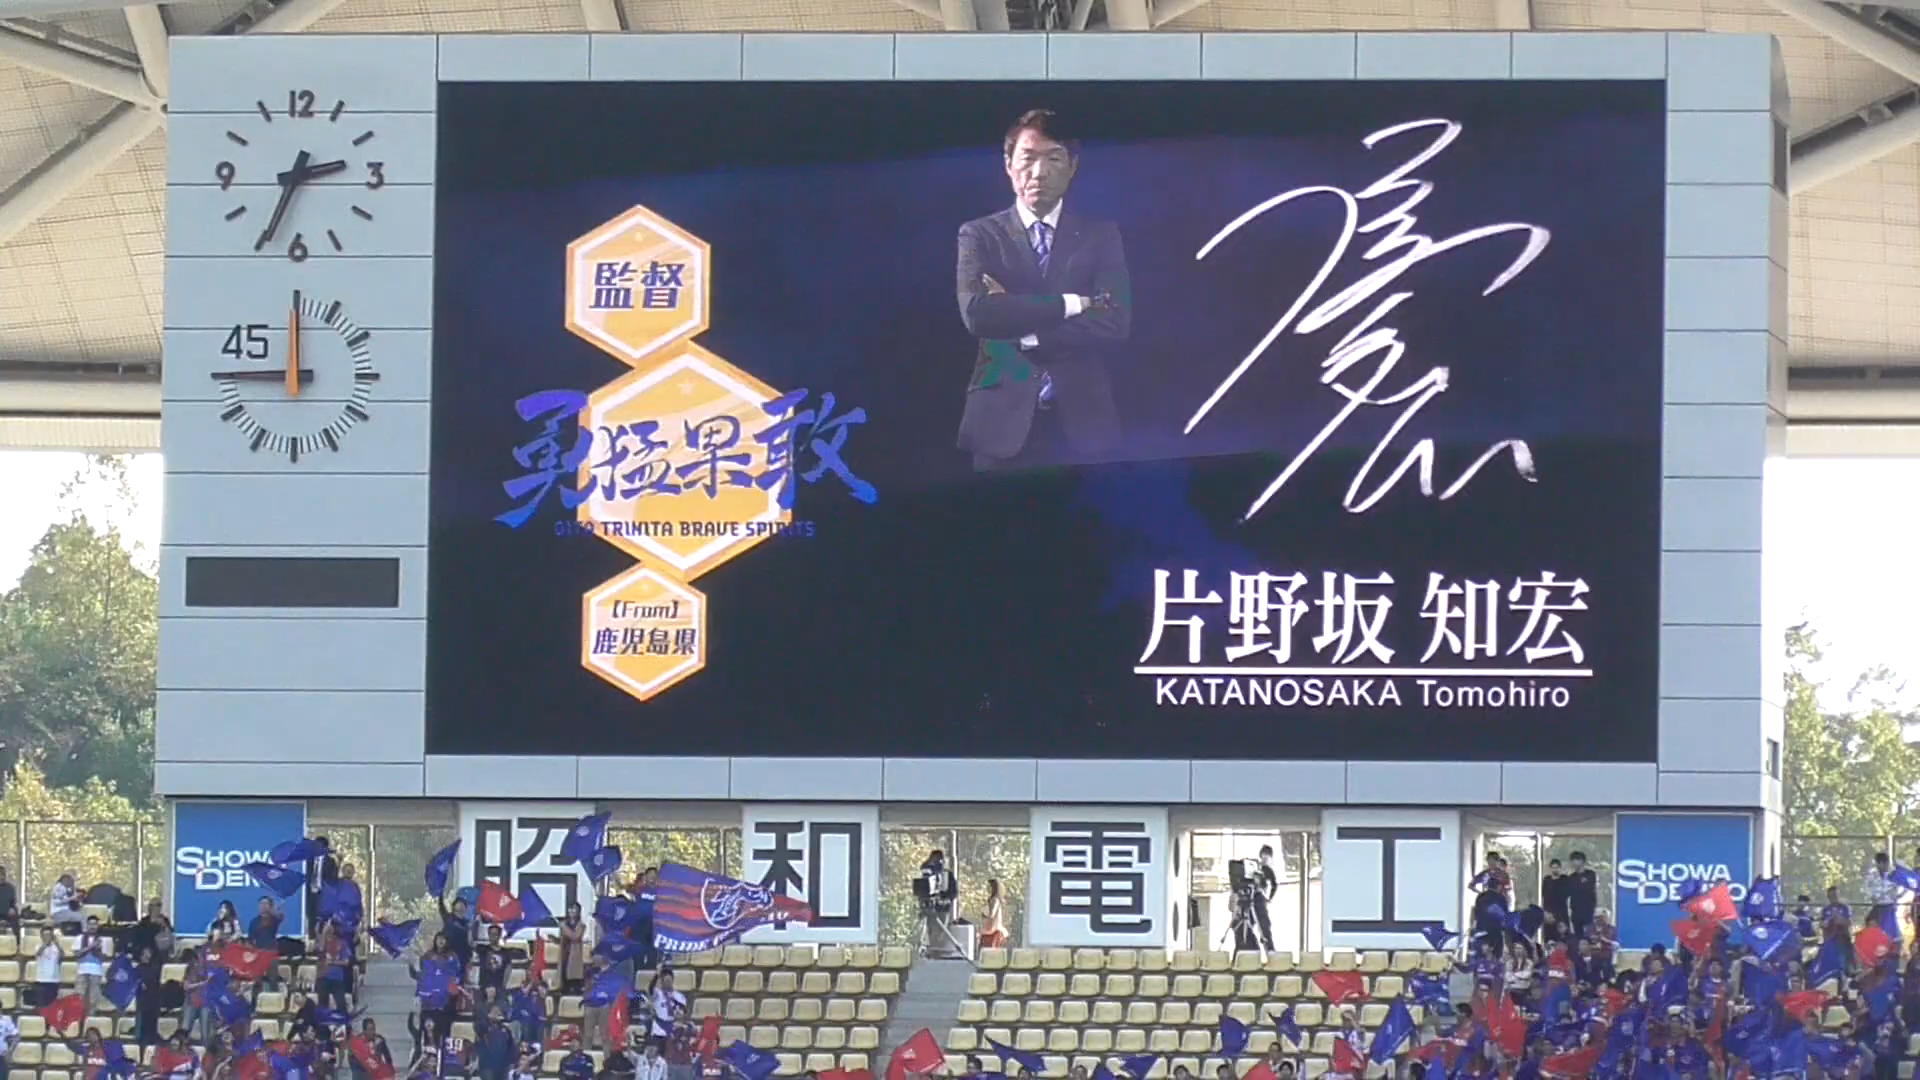 12
9
3
6
45
監督
勇猛果敢
OITA TRINITA BRAVE SPIRITS
【From】
鹿児島県
片野坂 知宏
KATANOSAKA Tomohiro
SHOWA
DENKO
昭和電工
SHOWA
DENKO
PRIDE